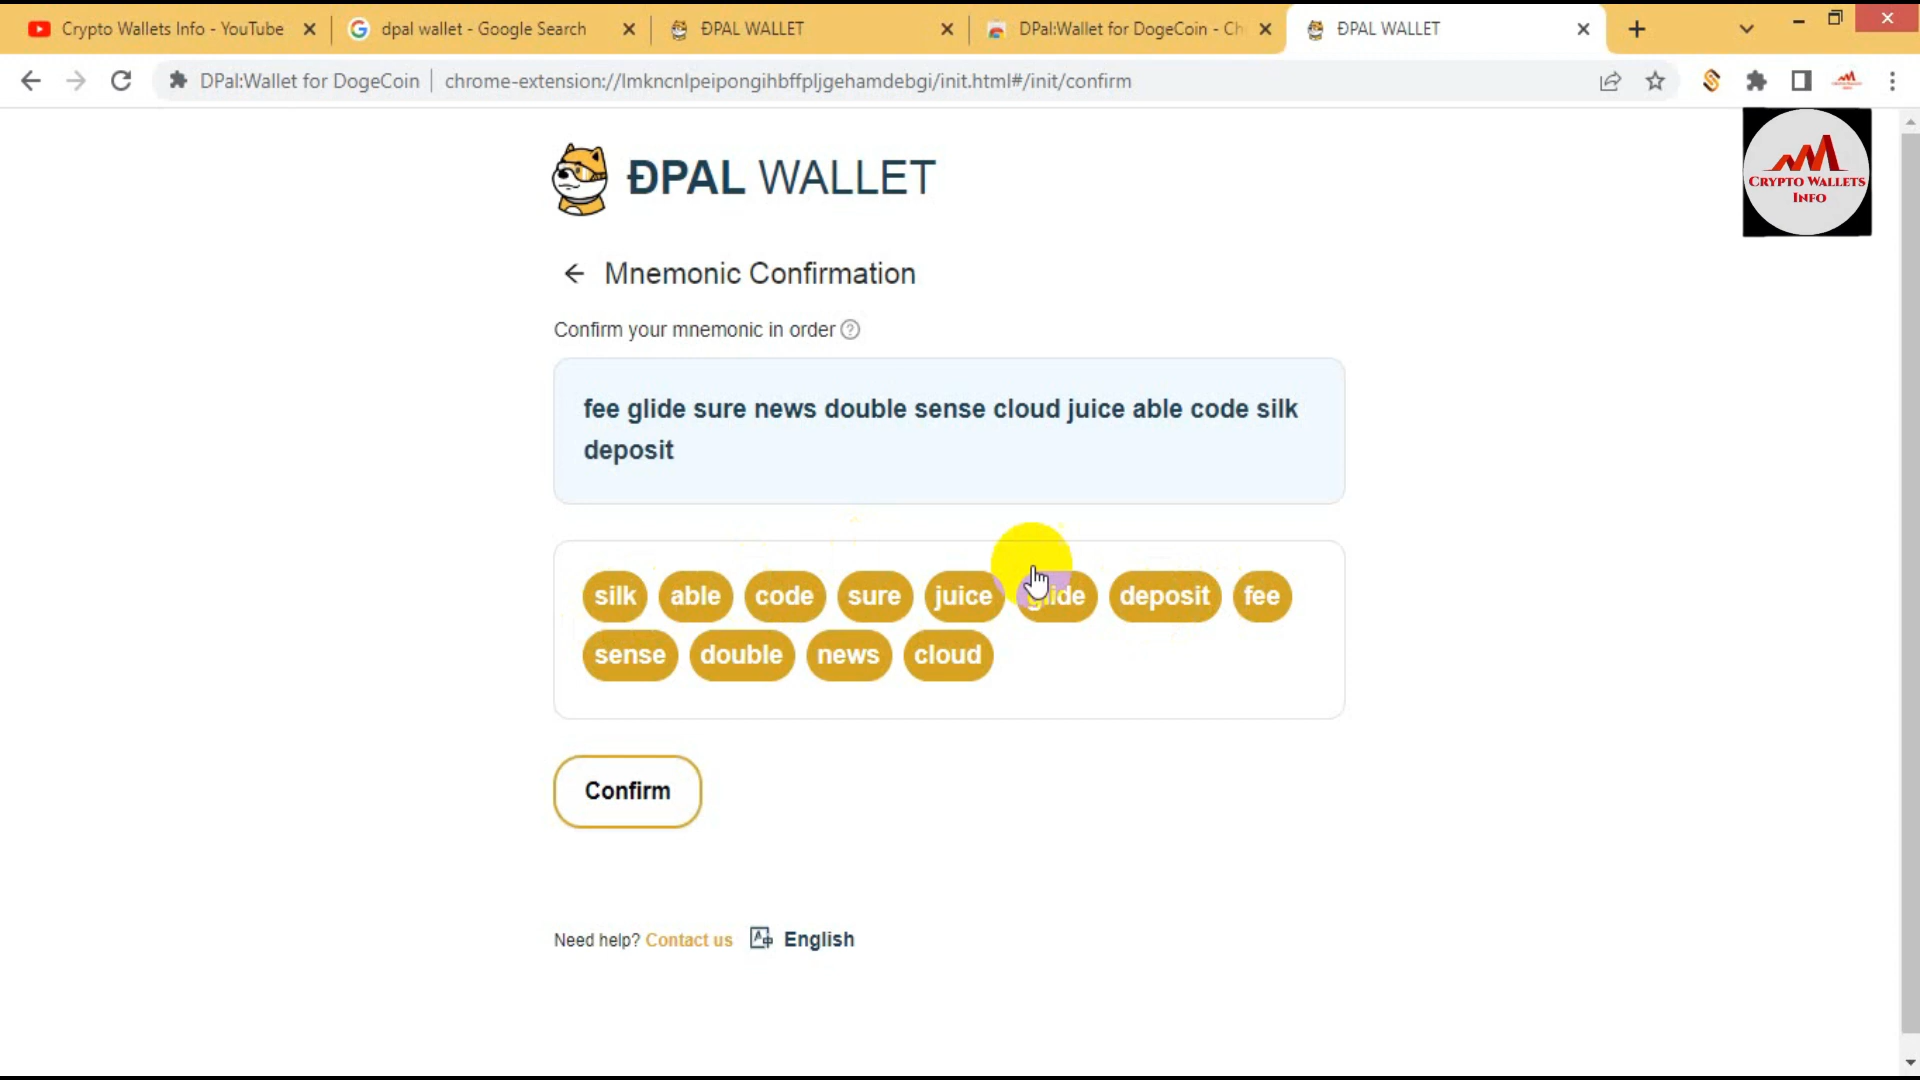 Crypto Wallets Info - YouTube
dpal wallet - Google Search
ĐPAL WALLET
DPal:Wallet for DogeCoin - Ch
ĐPAL WALLET
DPal:Wallet for DogeCoin
chrome-extension://lmkncnlpeipongihbffpljgehamdebgi/init.html#/init/confirm
CRYPTO WALLETS
INFO
ĐPAL WALLET
Mnemonic Confirmation
Confirm your mnemonic in order ?
fee glide sure news double sense cloud juice able code silk
deposit
silk able code sure juice glide deposit fee
sense double news cloud
Confirm
Need help? Contact us English